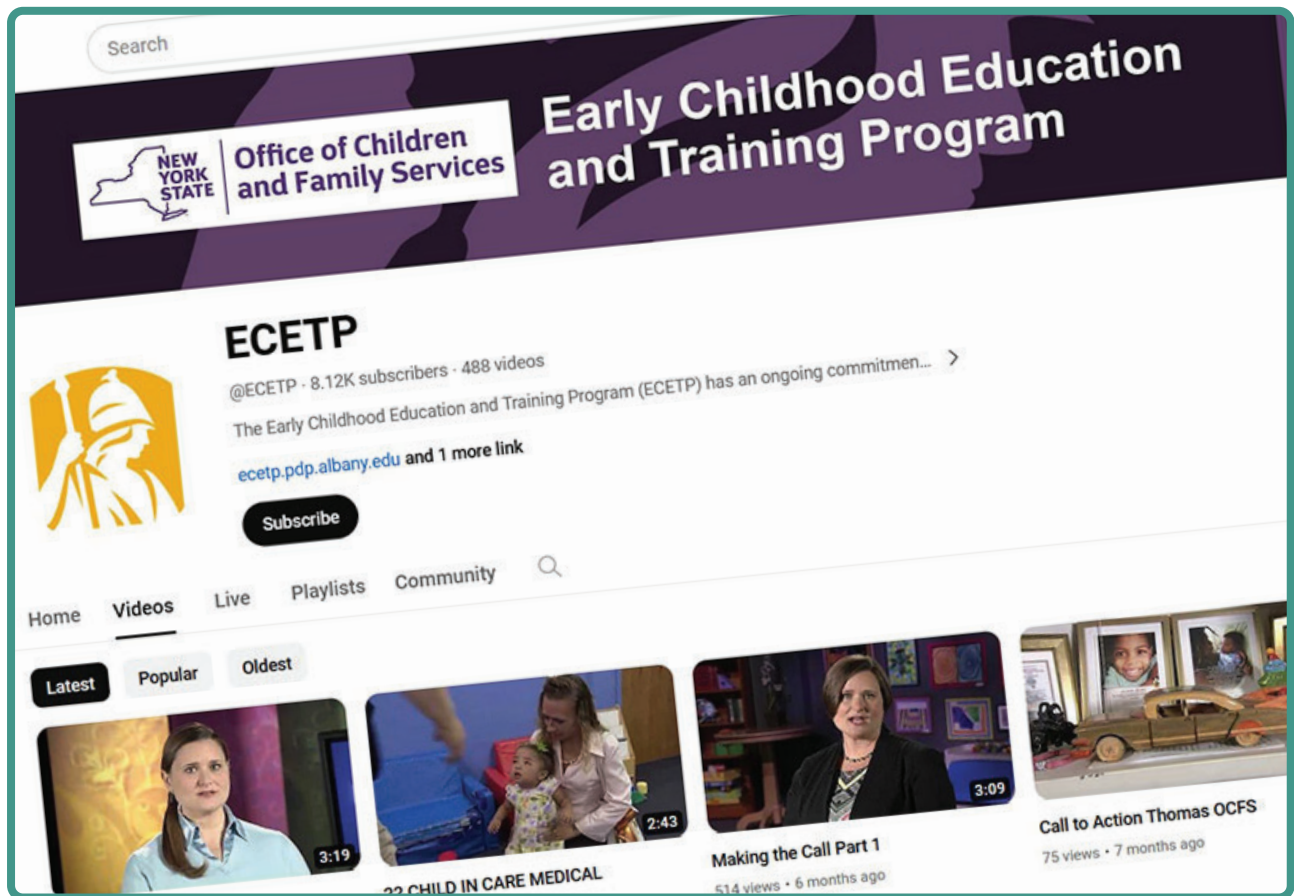 Search
NEW
YORK
STATE
Office of Children
and Family Services
Early Childhood Education
and Training Program
ECETP
@ECETP · 8.12K subscribers · 488 videos
The Early Childhood Education and Training Program (ECETP) has an ongoing commitmen...
ecetp.pdp.albany.edu and 1 more link
Subscribe
Home Videos Live Playlists Community
Latest Popular Oldest
3:19
2:43
3:09
22 CHILD IN CARE MEDICAL
Making the Call Part 1
514 views • 6 months ago
Call to Action Thomas OCFS
75 views • 7 months ago